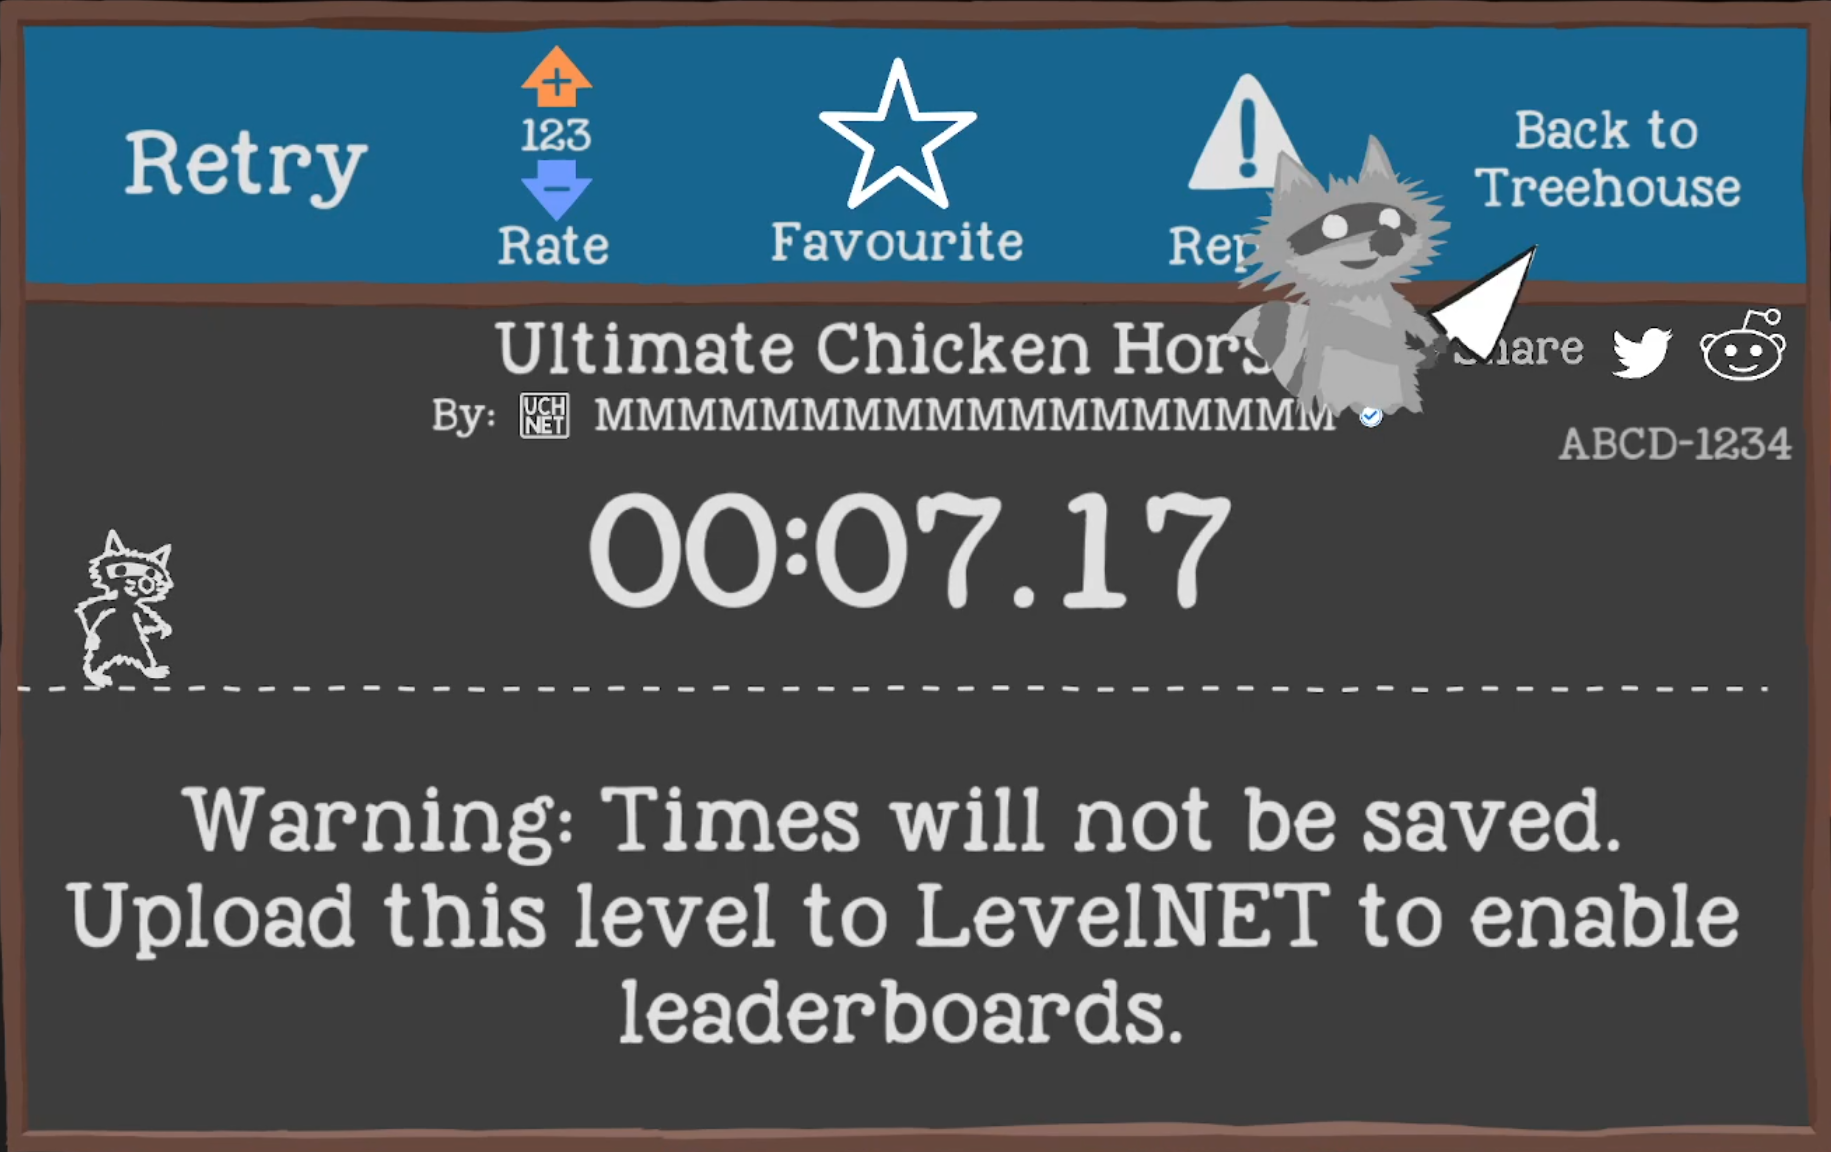 Retry
+
123
-
Rate
Favourite
!
Back to
Treehouse
Ultimate Chicken
By: UCH NET MMMMMMMMMMMMMMMMMM
ABCD-1234
00:07.17
Warning: Times will not be saved.
Upload this level to LevelNET to enable
leaderboards.